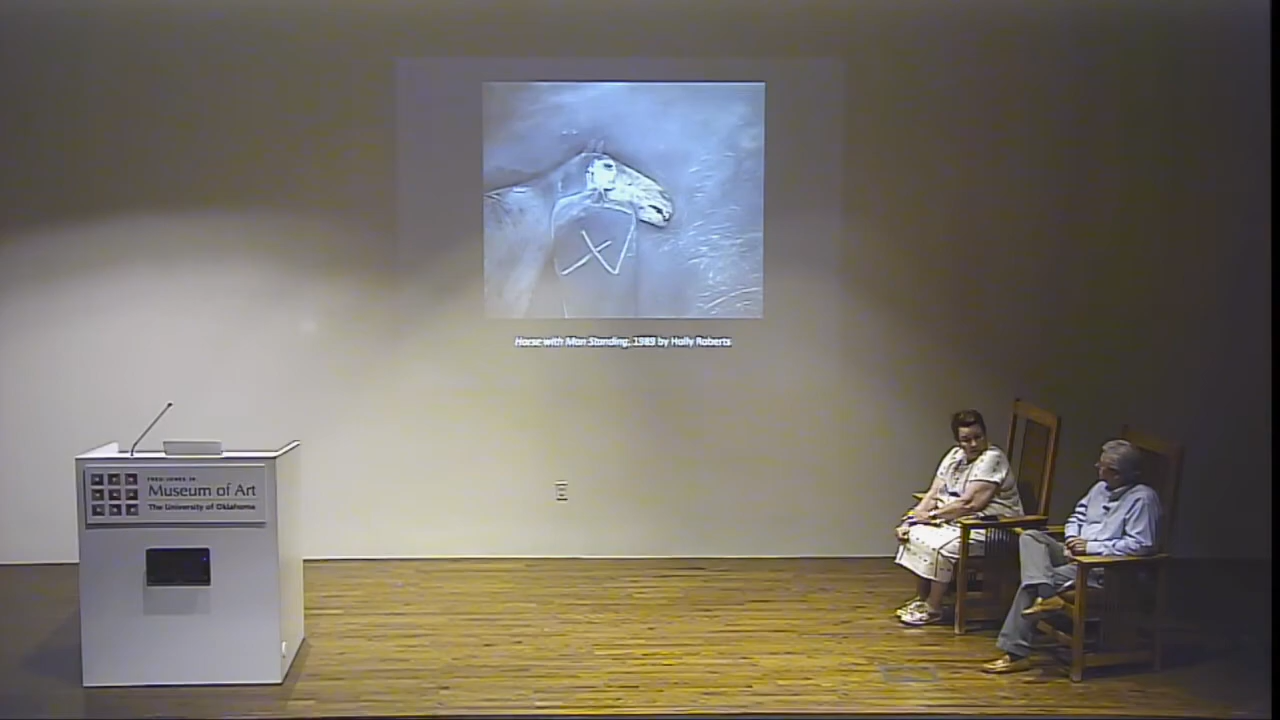 Horse with Man Standing, 1989 by Holly Roberts
FRED JONES JR.
Museum of Art
The University of Oklahoma